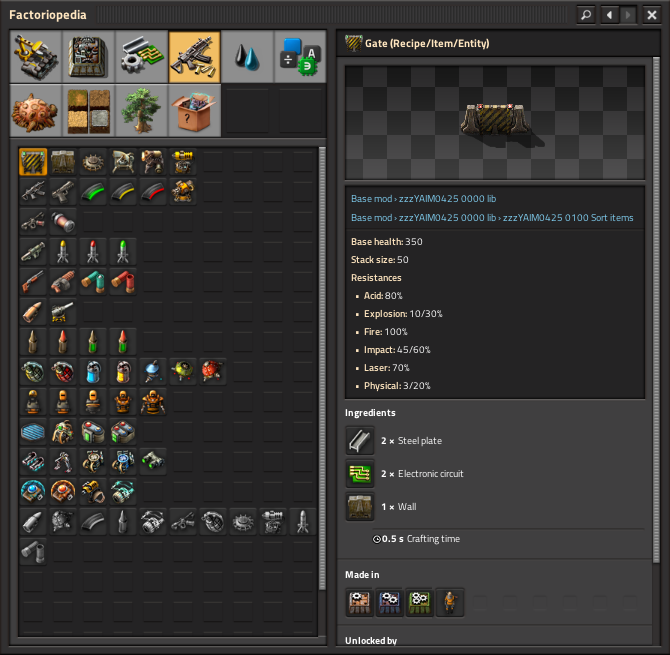 Factoriopedia
Gate (Recipe/Item/Entity)
Base mod › zzzYAIM0425 0000 lib
Base mod › zzzYAIM0425 0000 lib › zzzYAIM0425 0100 Sort items
Base health: 350
Stack size: 50
Resistances
▪ Acid: 80%
▪ Explosion: 10/30%
▪ Fire: 100%
▪ Impact: 45/60%
▪ Laser: 70%
▪ Physical: 3/20%
Ingredients
2 × Steel plate
2 × Electronic circuit
1 × Wall
0.5 s Crafting time
Made in
Unlocked by